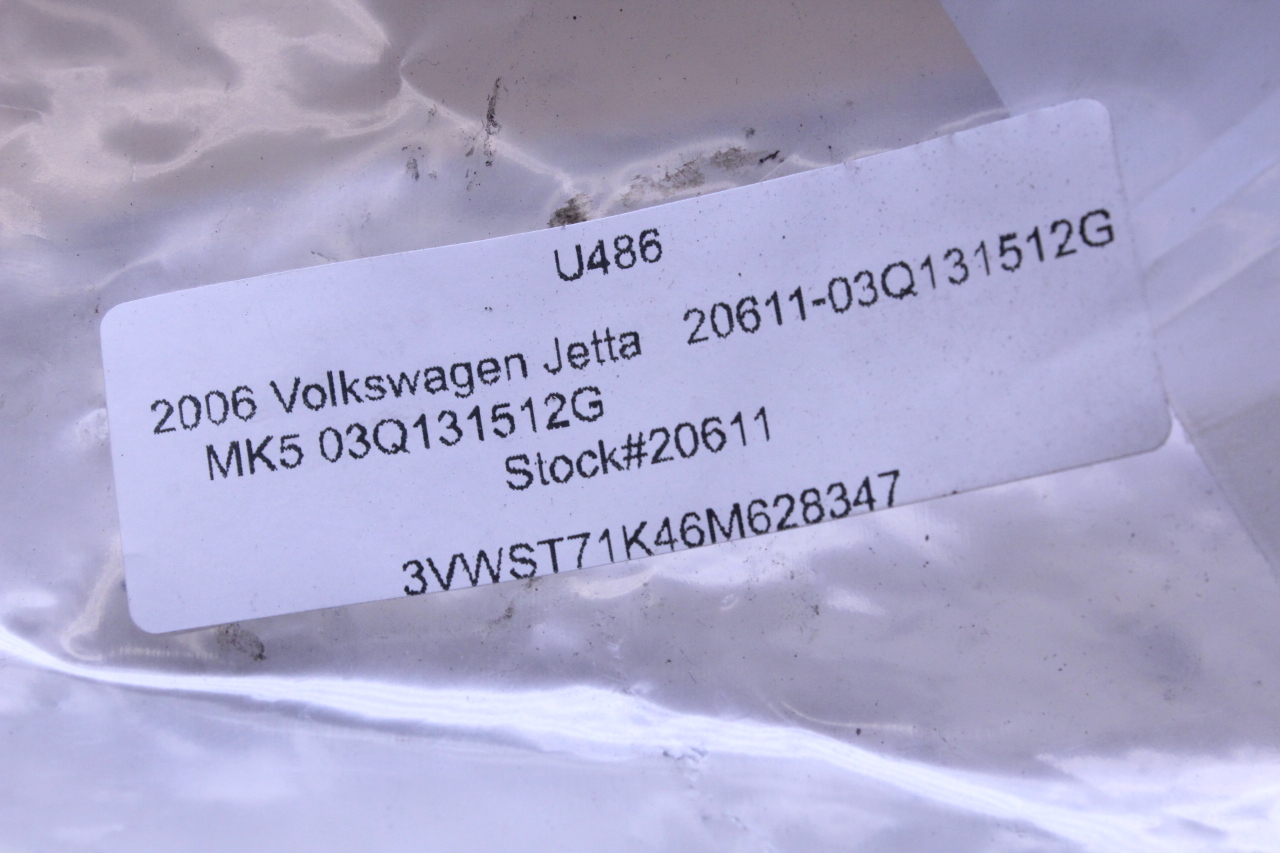 U486
2006 Volkswagen Jetta 20611-03Q131512G
MK5 03Q131512G
Stock#20611
3VWST71K46M628347